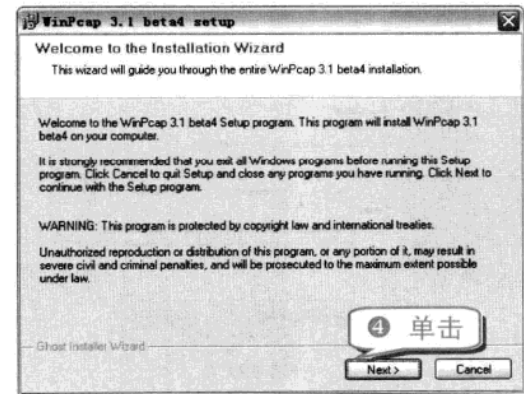 WinPcap 3.1 beta4 setup
Welcome to the Installation Wizard
This wizard will guide you through the entire WinPcap 3.1 beta4 installation.
Welcome to the WinPcap 3.1 beta4 Setup program. This program will install WinPcap 3.1
beta4 on your computer.
It is strongly recommended that you exit all Windows programs before running this Setup
program. Click Cancel to quit Setup and close any programs you have running. Click Next to
continue with the Setup program.
WARNING: This program is protected by copyright law and international treaties.
Unauthorized reproduction or distribution of this program, or any portion of it, may result in
severe civil and criminal penalties, and will be prosecuted to the maximum extent possible
under law.
❹ 单击
Ghost Installer Wizard
Next > Cancel